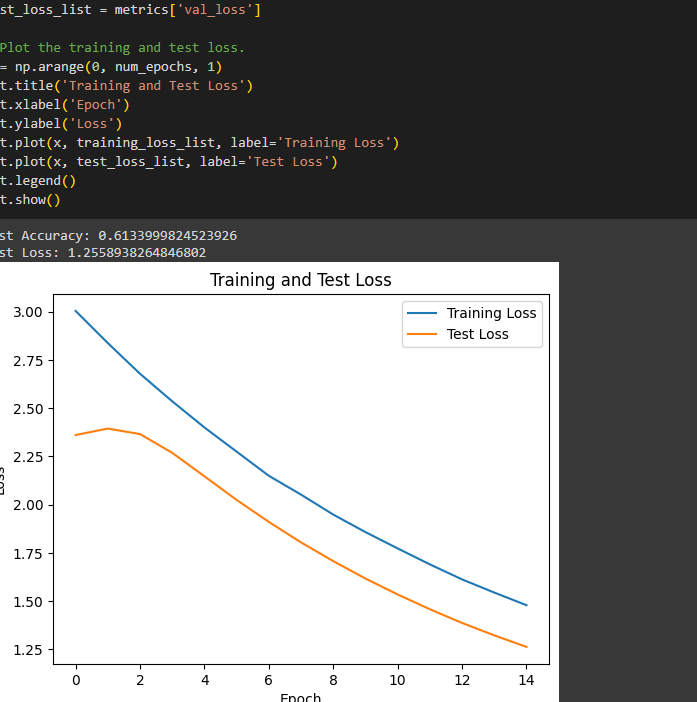 st_loss_list = metrics['val_loss']
Plot the training and test loss.
= np.arange(0, num_epochs, 1)
t.title('Training and Test Loss')
t.xlabel('Epoch')
t.ylabel('Loss')
t.plot(x, training_loss_list, label='Training Loss')
t.plot(x, test_loss_list, label='Test Loss')
t.legend()
t.show()
st Accuracy: 0.6133999824523926
st Loss: 1.2558938264846802
Training and Test Loss
Training Loss
Test Loss
3.00
2.75
2.50
2.25
2.00
1.75
1.50
1.25
Loss
0 2 4 6 8 10 12 14
Epoch